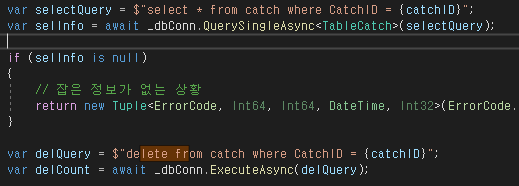 var selectQuery = $"select * from catch where CatchID = {catchID}";
var selInfo = await _dbConn.QuerySingleAsync<TableCatch>(selectQuery);
if (selInfo is null)
{
// 잡은 정보가 없는 상황
return new Tuple<ErrorCode, Int64, Int64, DateTime, Int32>(ErrorCode.
}
var delQuery = $"delete from catch where CatchID = {catchID}";
var delCount = await _dbConn.ExecuteAsync(delQuery);